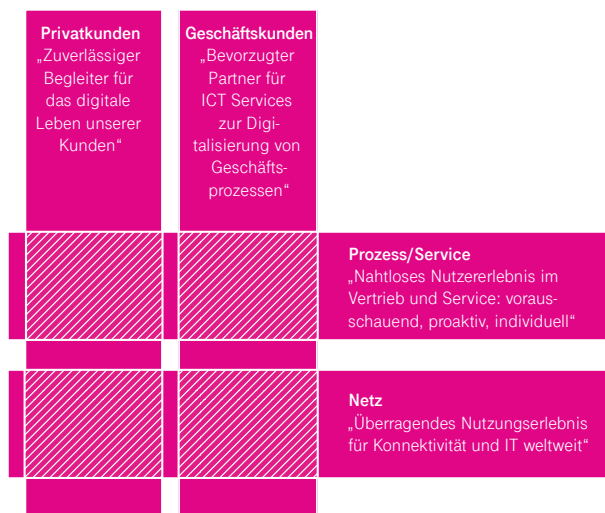 Privatkunden
„Zuverlässiger
Begleiter für
das digitale
Leben unserer
Kunden“
Geschäftskunden
„Bevorzugter
Partner für
ICT Services
zur Digi-
talisierung von
Geschäfts-
prozessen“
Prozess/Service
„Nahtloses Nutzererlebnis im
Vertrieb und Service: voraus-
schauend, proaktiv, individuell“
Netz
„Überragendes Nutzungserlebnis
für Konnektivität und IT weltweit“